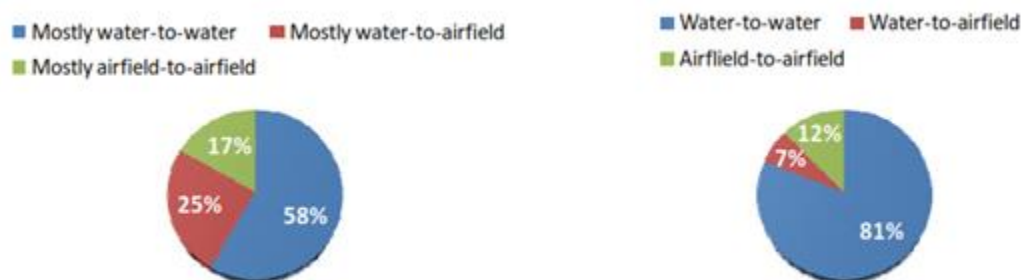 Mostly water-to-water Mostly water-to-airfield
Mostly airfield-to-airfield
17%
25%
58%
Water-to-water Water-to-airfield
Airflield-to-airfield
12%
7%
81%